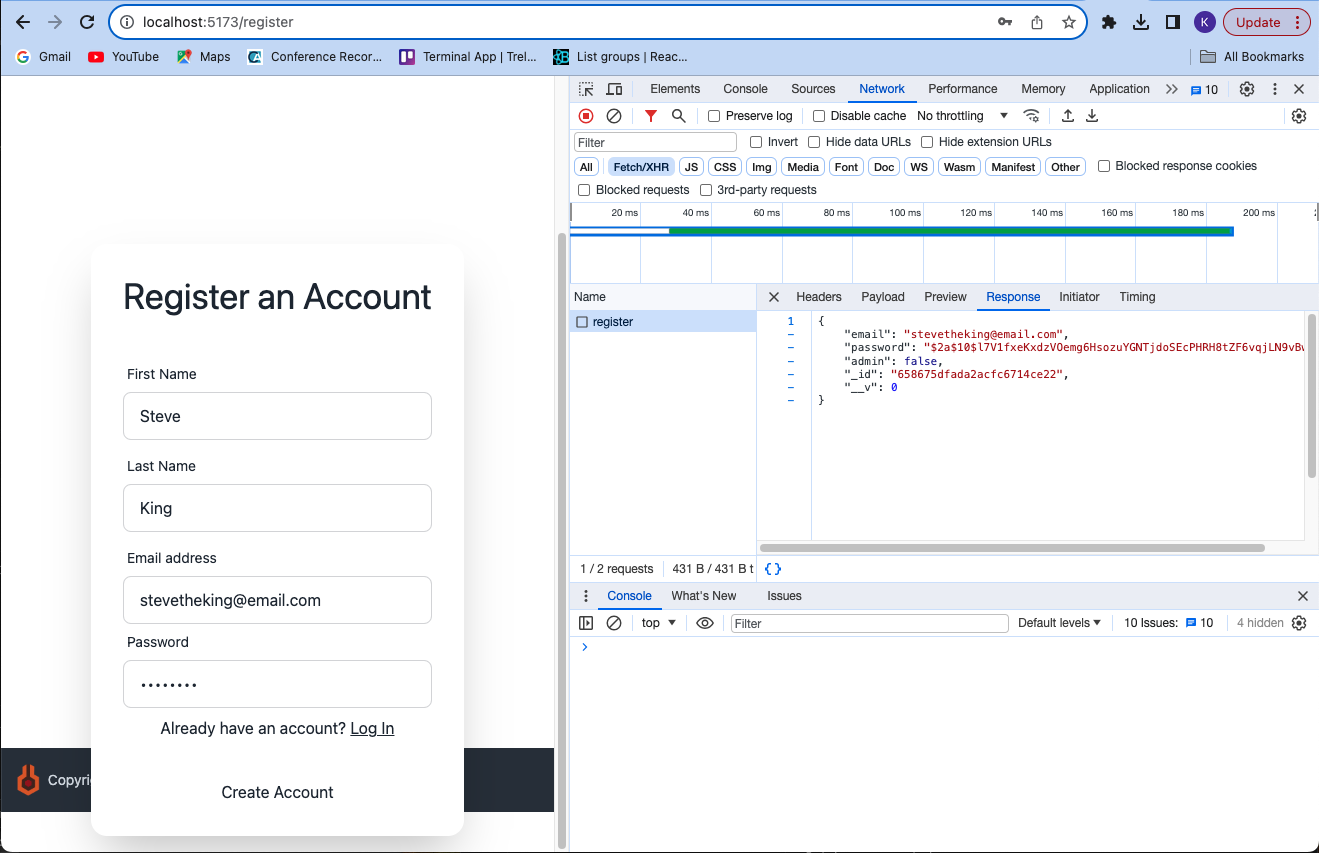 localhost:5173/register
K
Update
Gmail
YouTube
Maps
Conference Recor...
Terminal App | Trel...
List groups | Reac...
All Bookmarks
Register an Account
First Name
Steve
Last Name
King
Email address
stevetheking@email.com
Password
••••••••
Already have an account? Log In
Create Account
Elements Console Sources Network Performance Memory Application 10
Preserve log Disable cache No throttling
Filter Invert Hide data URLs Hide extension URLs
All Fetch/XHR JS CSS Img Media Font Doc WS Wasm Manifest Other Blocked response cookies
Blocked requests 3rd-party requests
20 ms 40 ms 60 ms 80 ms 100 ms 120 ms 140 ms 160 ms 180 ms 200 ms
Name Headers Payload Preview Response Initiator Timing
register
1 {
– "email": "stevetheking@email.com",
– "password": "$2a$10$l7V1fxeKxdzVOemg6HsozuYGNTjdoSEcPHRH8tZF6vqjLN9vBw
– "admin": false,
– "_id": "658675dfada2acfc6714ce22",
– "__v": 0
– }
1 / 2 requests 431 B / 431 B t {}
Console What's New Issues
top Filter Default levels 10 Issues: 10 4 hidden